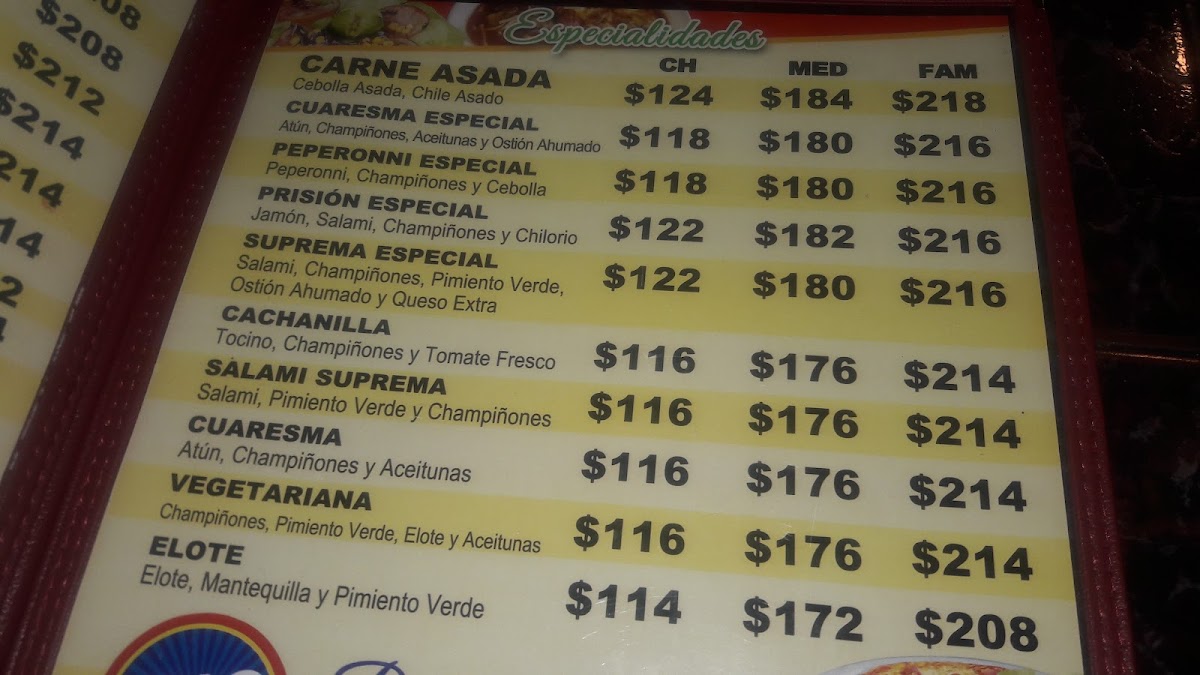 08
$208
$212
$214
214
14
2
Especialidades
CH MED FAM
CARNE ASADA $124 $184 $218
Cebolla Asada, Chile Asado
CUARESMA ESPECIAL $118 $180 $216
Atún, Champiñones, Aceitunas y Ostión Ahumado
PEPERONNI ESPECIAL $118 $180 $216
Peperonni, Champiñones y Cebolla
PRISIÓN ESPECIAL $122 $182 $216
Jamón, Salami, Champiñones y Chilorio
SUPREMA ESPECIAL $122 $180 $216
Salami, Champiñones, Pimiento Verde,
Ostión Ahumado y Queso Extra
CACHANILLA $116 $176 $214
Tocino, Champiñones y Tomate Fresco
SALAMI SUPREMA $116 $176 $214
Salami, Pimiento Verde y Champiñones
CUARESMA $116 $176 $214
Atún, Champiñones y Aceitunas
VEGETARIANA $116 $176 $214
Champiñones, Pimiento Verde, Elote y Aceitunas
ELOTE $114 $172 $208
Elote, Mantequilla y Pimiento Verde